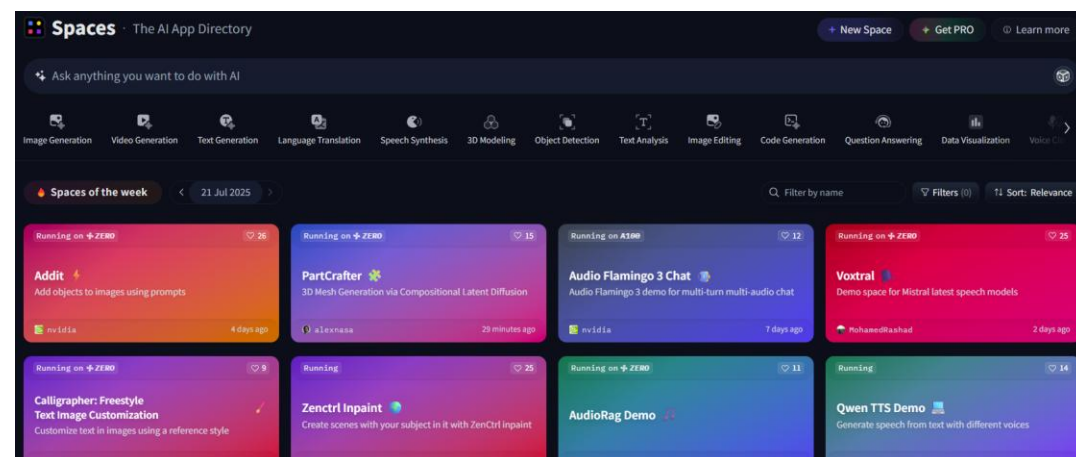 Spaces · The AI App Directory
+ New Space
Get PRO
Learn more
Ask anything you want to do with AI
Image Generation
Video Generation
Text Generation
Language Translation
Speech Synthesis
3D Modeling
Object Detection
Text Analysis
Image Editing
Code Generation
Question Answering
Data Visualization
Voice
Spaces of the week
21 Jul 2025
Filter by name
Filters (0)
Sort: Relevance
Running on ZERO
26
Addit
Add objects to images using prompts
nvidia
4 days ago
Running on ZERO
15
PartCrafter
3D Mesh Generation via Compositional Latent Diffusion
alexnasa
29 minutes ago
Running on A100
12
Audio Flamingo 3 Chat
Audio Flamingo 3 demo for multi-turn multi-audio chat
nvidia
7 days ago
Running on ZERO
25
Voxtral
Demo space for Mistral latest speech models
MohamedRashad
2 days ago
Running on ZERO
9
Calligrapher: Freestyle
Text Image Customization
Customize text in images using a reference style
Running
25
Zenctrl Inpaint
Create scenes with your subject in it with ZenCtrl inpaint
Running on ZERO
11
AudioRag Demo
Running
14
Qwen TTS Demo
Generate speech from text with different voices